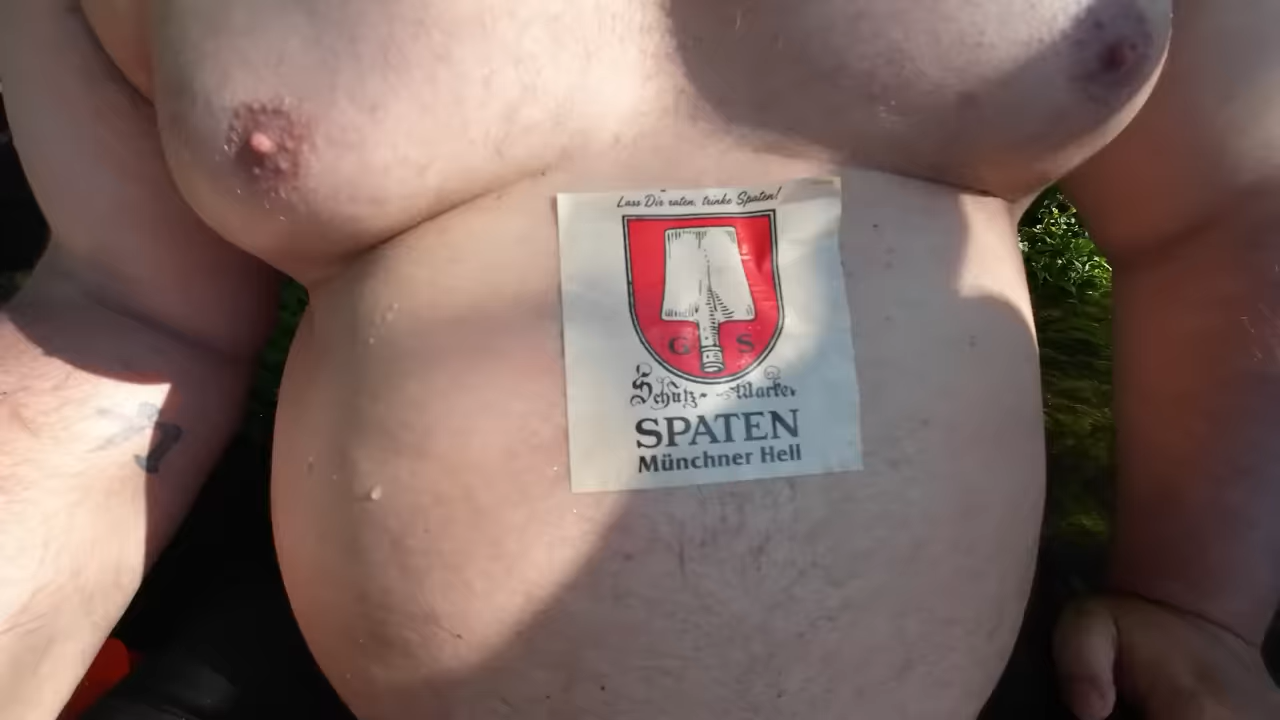 Lass Dir raten, trinke Spaten!
G S
Schutz-Marke
SPATEN
Münchner Hell